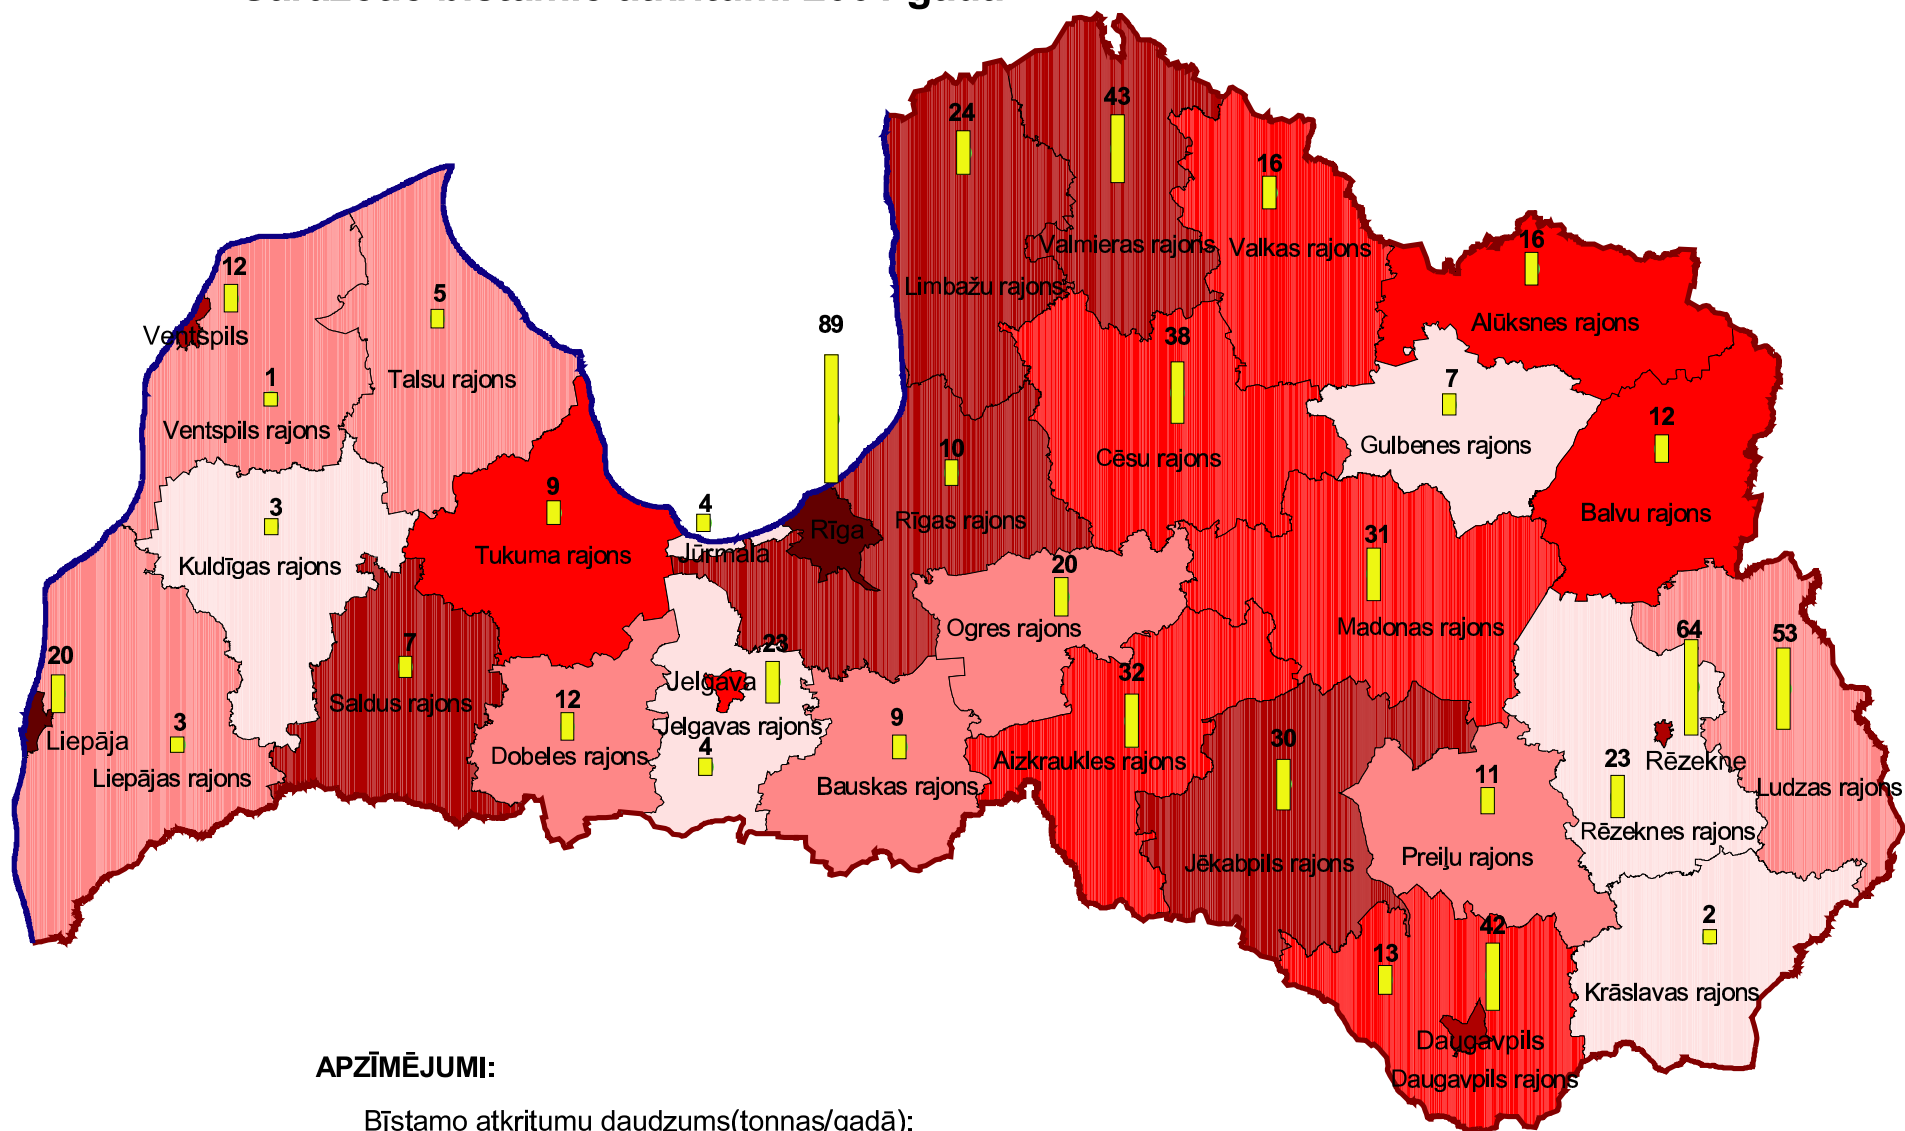 24
43
16
16
12
5
89
38
7
12
1
10
3
9
4
20
31
64
53
20
7
12
23
4
9
32
30
11
23
3
2
13
42
Valmieras rajons
Valkas rajons
Limbažu rajons
Alūksnes rajons
Ventspils
Talsu rajons
Ventspils rajons
Cēsu rajons
Gulbenes rajons
Balvu rajons
Rīgas rajons
Rīga
Tukuma rajons
Jūrmala
Kuldīgas rajons
Ogres rajons
Madonas rajons
Jelgava
Saldus rajons
Jelgavas rajons
Liepāja
Dobeles rajons
Liepājas rajons
Bauskas rajons
Aizkraukles rajons
Rēzekne
Ludzas rajons
Rēzeknes rajons
Jēkabpils rajons
Preiļu rajons
Krāslavas rajons
Daugavpils
Daugavpils rajons
APZĪMĒJUMI:
Bīstamo atkritumu daudzums(tonnas/gadā):